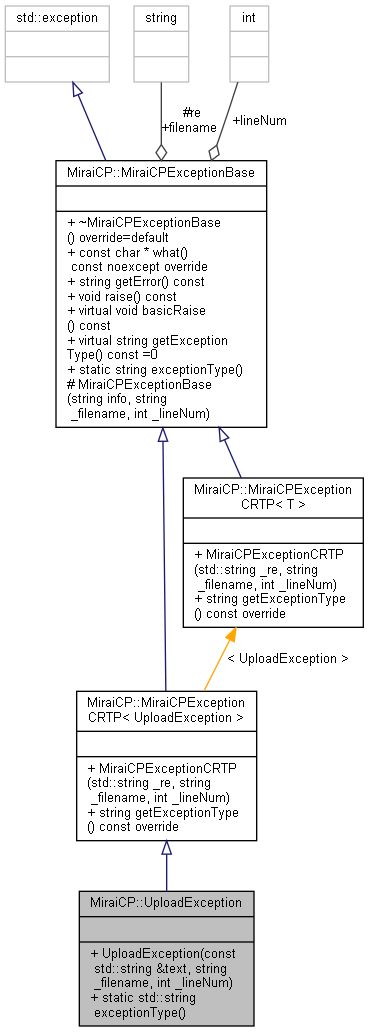 std::exception
string
int
#re
+filename
+lineNum
MiraiCP::MiraiCPExceptionBase
+ ~MiraiCPExceptionBase
() override=default
+ const char * what()
const noexcept override
+ string getError() const
+ void raise() const
+ virtual void basicRaise
() const
+ virtual string getException
Type() const =0
+ static string exceptionType()
# MiraiCPExceptionBase
(string info, string
_filename, int _lineNum)
MiraiCP::MiraiCPException
CRTP< T >
+ MiraiCPExceptionCRTP
(std::string _re, string
_filename, int _lineNum)
+ string getExceptionType
() const override
< UploadException >
MiraiCP::MiraiCPException
CRTP< UploadException >
+ MiraiCPExceptionCRTP
(std::string _re, string
_filename, int _lineNum)
+ string getExceptionType
() const override
MiraiCP::UploadException
+ UploadException(const
std::string &text, string
_filename, int _lineNum)
+ static std::string
exceptionType()